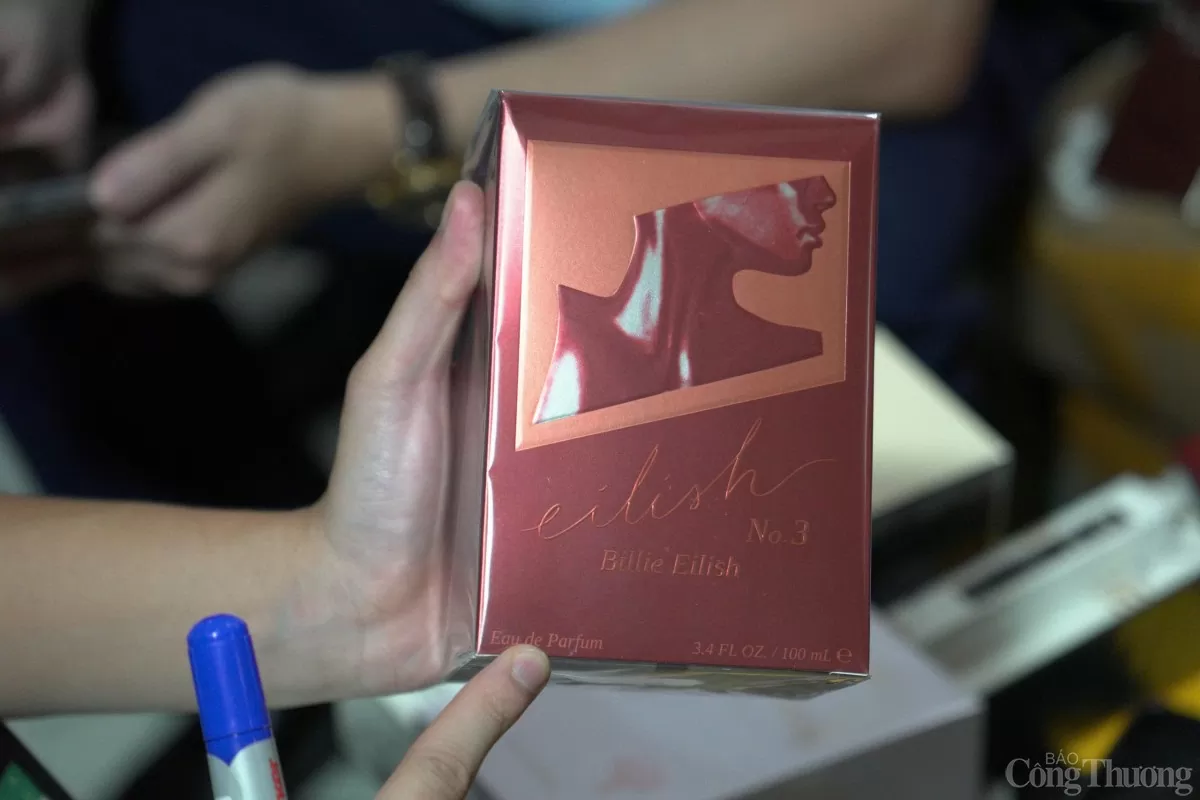 eilish
No.3
Billie Eilish
Eau de Parfum
3.4 FL OZ. / 100 mL ℮
BÁO
Công Thương